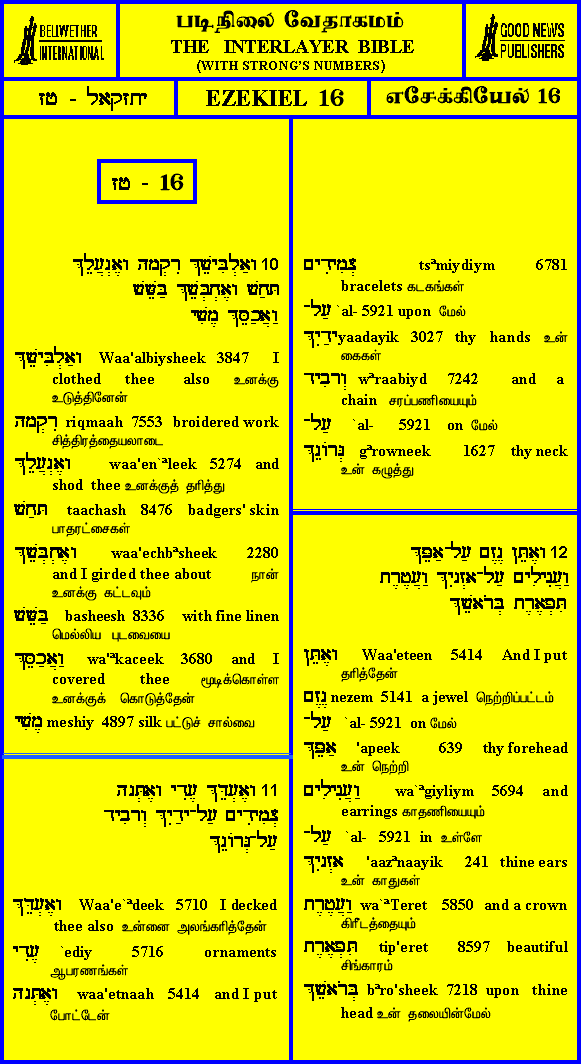 BELLWETHER
INTERNATIONAL
படிநிலை வேதாகமம்
THE INTERLAYER BIBLE
(WITH STRONG'S NUMBERS)
GOOD NEWS
PUBLISHERS
יחזקאל - טז
EZEKIEL 16
எசேக்கியேல் 16
טז - 16
10 וָאַלְבִּישֵׁךְ רִקְמָה וָאֶנְעֲלֵךְ
תָּחַשׁ וָאֶחְבְּשֵׁךְ בַּשֵּׁשׁ
וַאֲכַסֵּךְ מֶשִׁי
וָאַלְבִּישֵׁךְ Waa'albiysheek 3847 I
clothed thee also உனக்கு
உடுத்தினேன்
רִקְמָה riqmaah 7553 broidered work
சித்திரத்தையலாடை
וָאֶנְעֲלֵךְ waa'en`ªleek 5274 and
shod thee உனக்குத் தரித்து
תָּחַשׁ taachash 8476 badgers' skin
பாதரட்சைகள்
וָאֶחְבְּשֵׁךְ waa'echbªsheek 2280
and I girded thee about நான்
உனக்கு கட்டவும்
בַּשֵּׁשׁ basheesh 8336 with fine linen
மெல்லிய புடவையை
וַאֲכַסֵּךְ wa'ªkaceek 3680 and I
covered thee மூடிக்கொள்ள
உனக்குக் கொடுத்தேன்
מֶשִׁי meshiy 4897 silk பட்டுச் சால்வை
11 וָאֶעְדֵּךְ עֶדִי וָאֶתְּנָה
צְמִידִים עַל־יָדַיִךְ וְרָבִיד
עַל־גְּרוֹנֵךְ
וָאֶעְדֵּךְ Waa'e`ªdeek 5710 I decked
thee also உன்னை அலங்கரித்தேன்
עֶדִי `ediy 5716 ornaments
ஆபரணங்கள்
וָאֶתְּנָה waa'etnaah 5414 and I put
போட்டேன்
צְמִידִים tsªmiydiym 6781
bracelets கடகங்கள்
עַל־ `al- 5921 upon மேல்
יָדַיִךְ yaadayik 3027 thy hands உன்
கைகள்
וְרָבִיד wªraabiyd 7242 and a
chain சரப்பணியையும்
עַל־ `al- 5921 on மேல்
גְּרוֹנֵךְ gªrowneek 1627 thy neck
உன் கழுத்து
12 וָאֶתֵּן נֶזֶם עַל־אַפֵּךְ
וַעֲגִילִים עַל־אָזְנָיִךְ וַעֲטֶרֶת
תִּפְאֶרֶת בְּרֹאשֵׁךְ
וָאֶתֵּן Waa'eteen 5414 And I put
தரித்தேன்
נֶזֶם nezem 5141 a jewel நெற்றிப்பட்டம்
עַל־ `al- 5921 on மேல்
אַפֵּךְ 'apeek 639 thy forehead
உன் நெற்றி
וַעֲגִילִים wa`ªgiyliym 5694 and
earrings காதணியையும்
עַל־ `al- 5921 in உள்ளே
אָזְנָיִךְ 'aazªnaayik 241 thine ears
உன் காதுகள்
וַעֲטֶרֶת wa`ªTeret 5850 and a crown
கிரீடத்தையும்
תִּפְאֶרֶת tip'eret 8597 beautiful
சிங்காரம்
בְּרֹאשֵׁךְ bªro'sheek 7218 upon thine
head உன் தலையின்மேல்